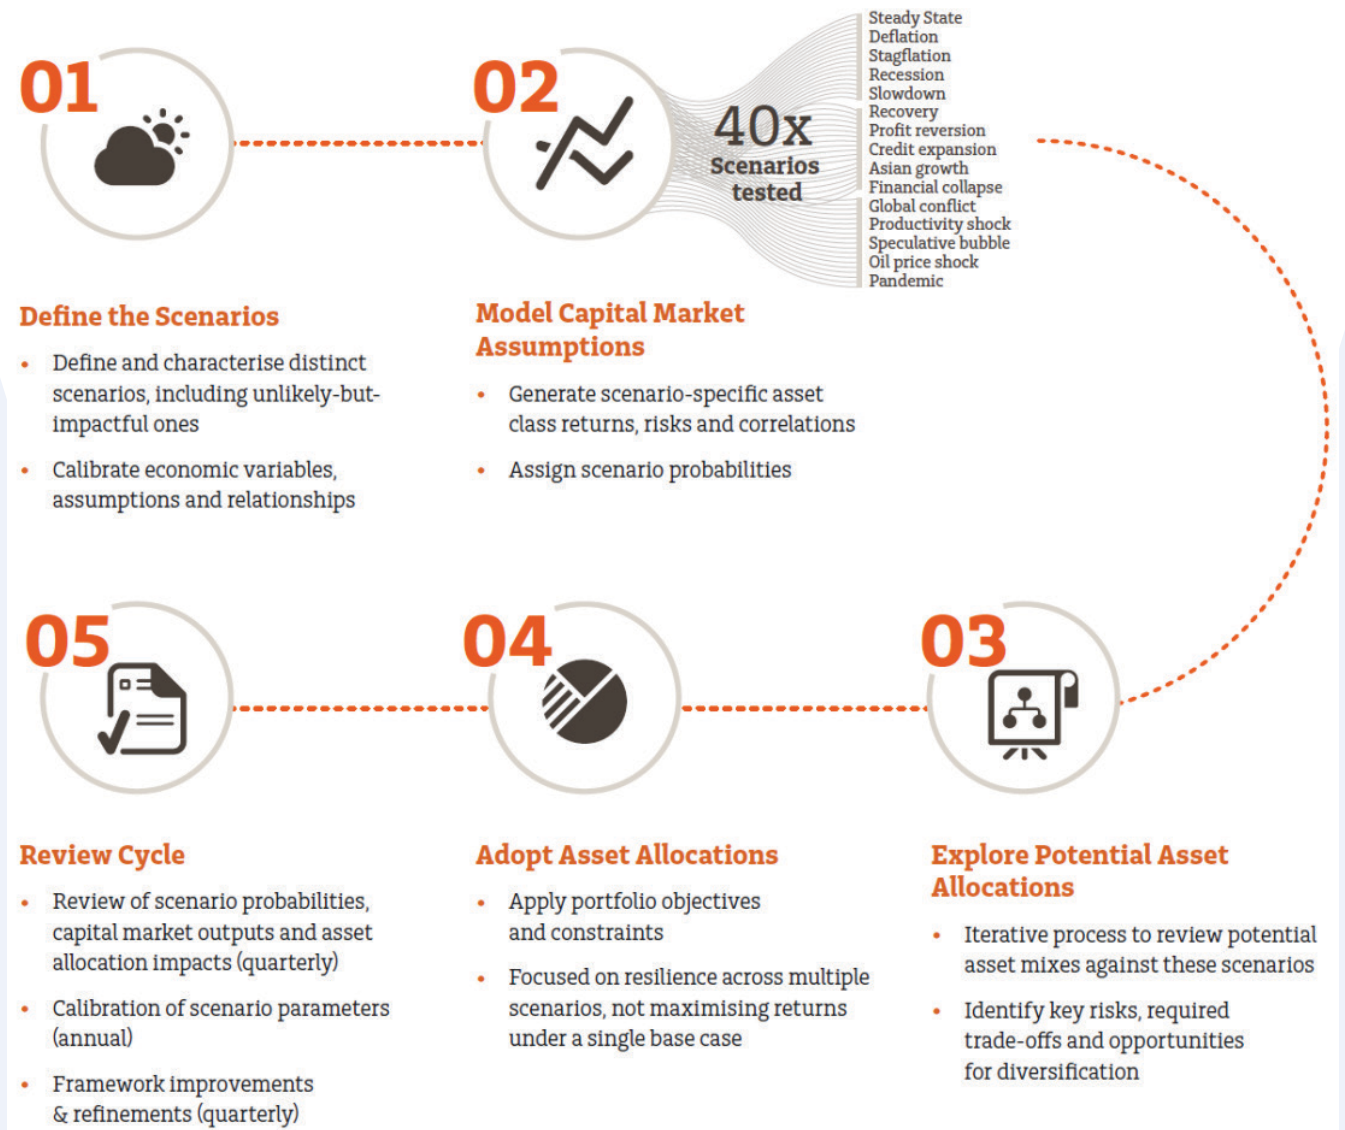 01
02
40x
Scenarios
tested
Steady State
Deflation
Stagflation
Recession
Slowdown
Recovery
Profit reversion
Credit expansion
Asian growth
Financial collapse
Global conflict
Productivity shock
Speculative bubble
Oil price shock
Pandemic
Define the Scenarios
• Define and characterise distinct
scenarios, including unlikely-but-
impactful ones
• Calibrate economic variables,
assumptions and relationships
Model Capital Market
Assumptions
• Generate scenario-specific asset
class returns, risks and correlations
• Assign scenario probabilities
03
Explore Potential Asset
Allocations
• Iterative process to review potential
asset mixes against these scenarios
• Identify key risks, required
trade-offs and opportunities
for diversification
04
Adopt Asset Allocations
• Apply portfolio objectives
and constraints
• Focused on resilience across multiple
scenarios, not maximising returns
under a single base case
05
Review Cycle
• Review of scenario probabilities,
capital market outputs and asset
allocation impacts (quarterly)
• Calibration of scenario parameters
(annual)
• Framework improvements
& refinements (quarterly)